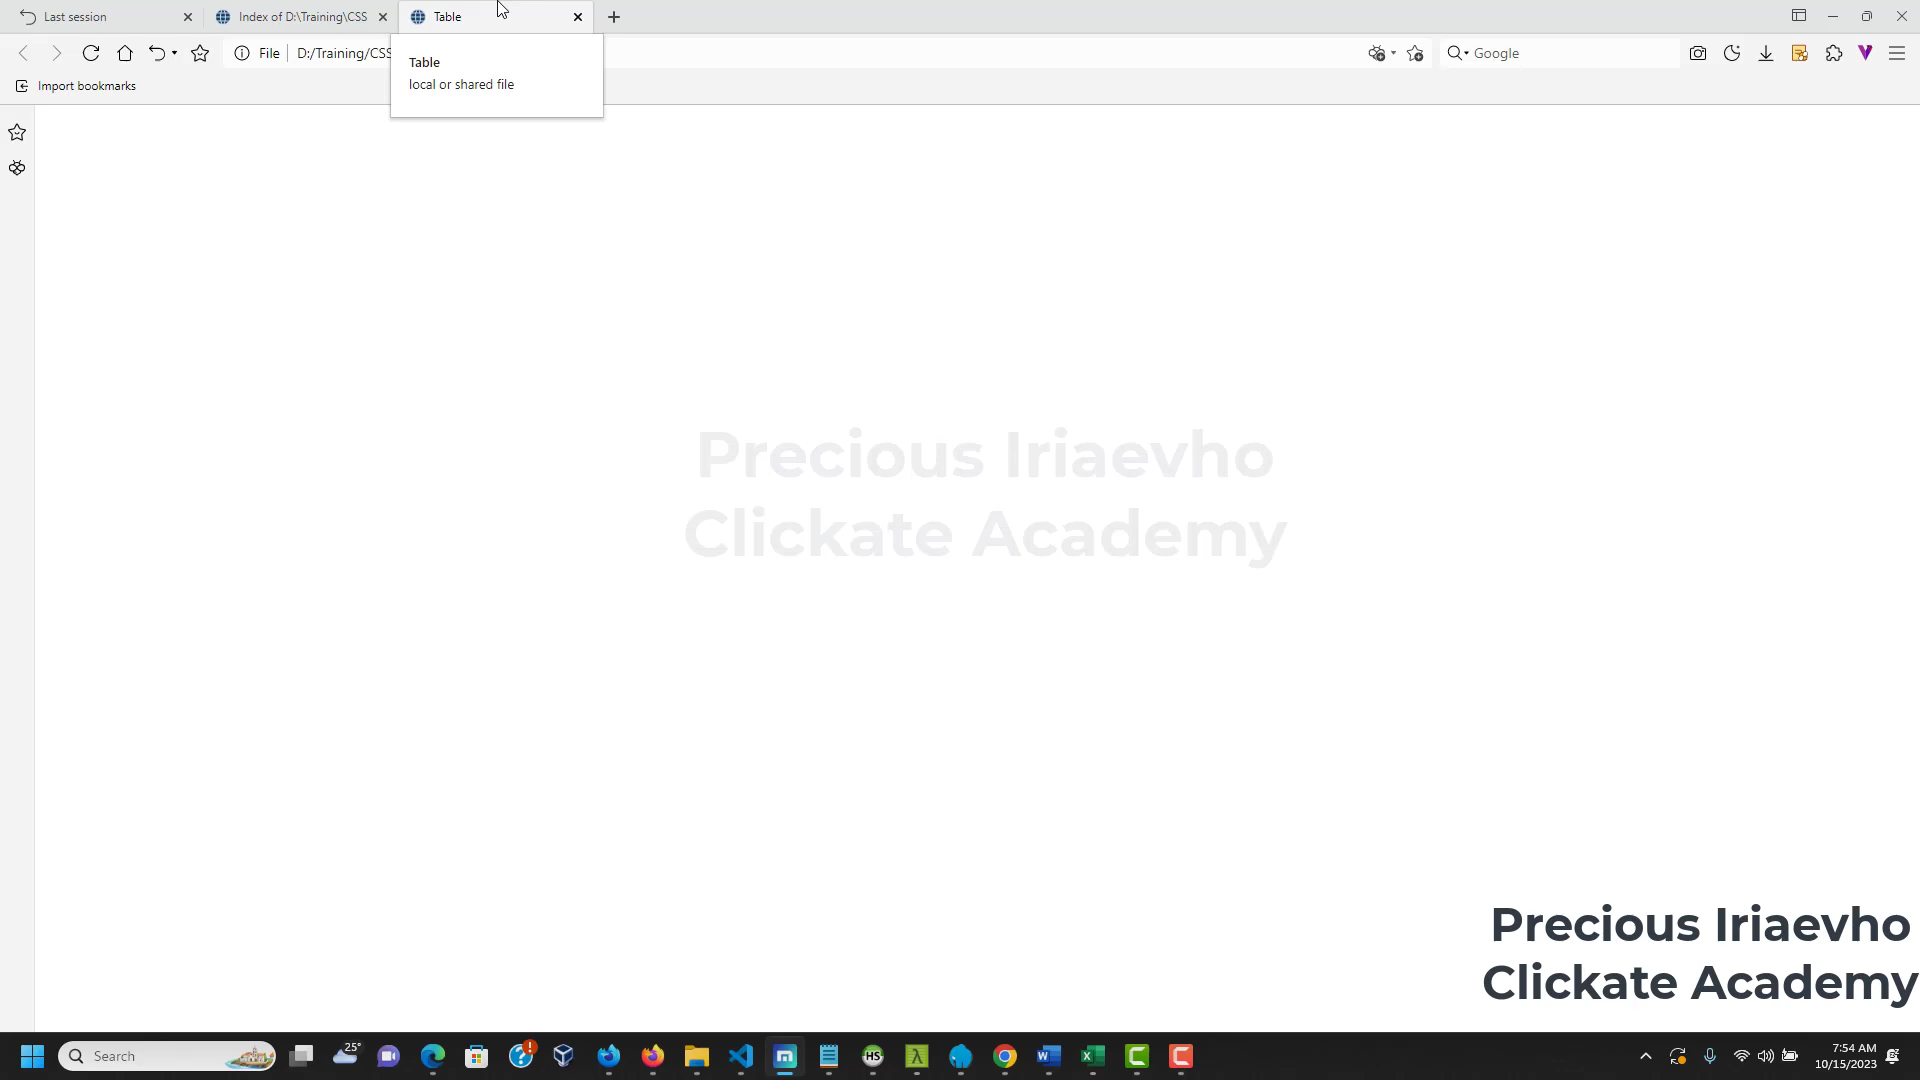 Last session
Index of D:\Training\CSS
Table
File
D:/Training/CSS
Google
Import bookmarks
Table
local or shared file
Precious Iriaevho
Clickate Academy
Precious Iriaevho
Clickate Academy
Search
25°
HS
7:54 AM
10/15/2023